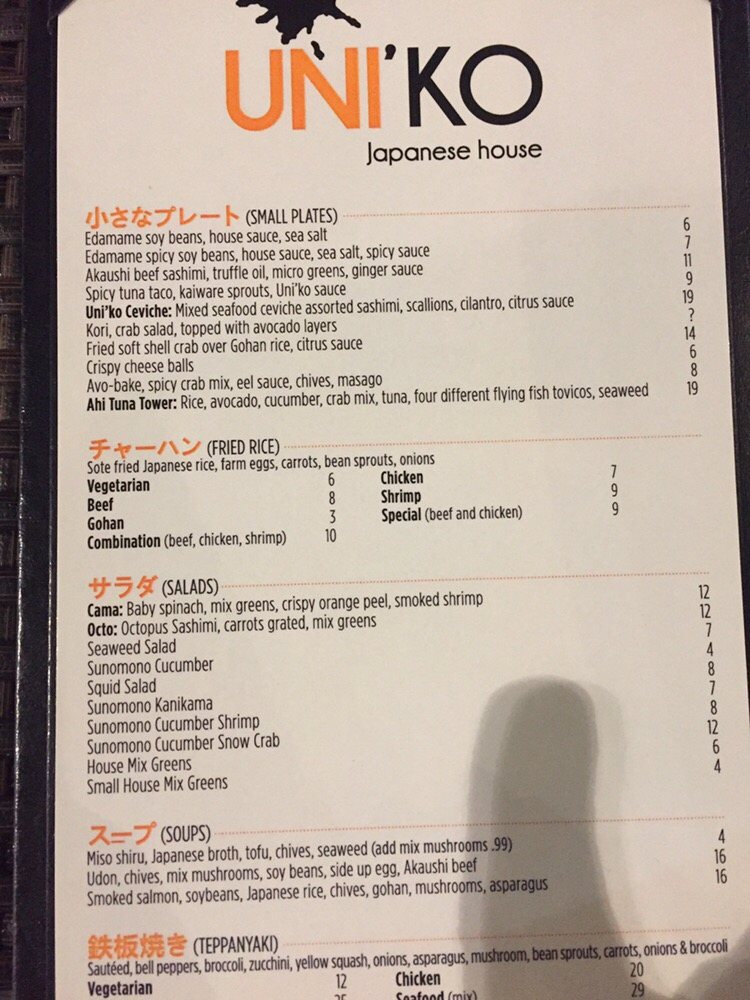 UNI'KO
Japanese house
小さなプレート (SMALL PLATES)
Edamame soy beans, house sauce, sea salt 6
Edamame spicy soy beans, house sauce, sea salt, spicy sauce 7
Akaushi beef sashimi, truffle oil, micro greens, ginger sauce 11
Spicy tuna taco, kaiware sprouts, Uni'ko sauce 9
Uni'ko Ceviche: Mixed seafood ceviche assorted sashimi, scallions, cilantro, citrus sauce 19
Kori, crab salad, topped with avocado layers ?
Fried soft shell crab over Gohan rice, citrus sauce 14
Crispy cheese balls 6
Avo-bake, spicy crab mix, eel sauce, chives, masago 8
Ahi Tuna Tower: Rice, avocado, cucumber, crab mix, tuna, four different flying fish tovicos, seaweed 19
チャーハン (FRIED RICE)
Sote fried Japanese rice, farm eggs, carrots, bean sprouts, onions
Vegetarian 6 Chicken 7
Beef 8 Shrimp 9
Gohan 3 Special (beef and chicken) 9
Combination (beef, chicken, shrimp) 10
サラダ (SALADS)
Cama: Baby spinach, mix greens, crispy orange peel, smoked shrimp 12
Octo: Octopus Sashimi, carrots grated, mix greens 12
Seaweed Salad 7
Sunomono Cucumber 4
Squid Salad 8
Sunomono Kanikama 7
Sunomono Cucumber Shrimp 8
Sunomono Cucumber Snow Crab 12
House Mix Greens 6
Small House Mix Greens 4
スープ (SOUPS)
Miso shiru, Japanese broth, tofu, chives, seaweed (add mix mushrooms .99) 4
Udon, chives, mix mushrooms, soy beans, side up egg, Akaushi beef 16
Smoked salmon, soybeans, Japanese rice, chives, gohan, mushrooms, asparagus 16
鉄板焼き (TEPPANYAKI)
Sautéed, bell peppers, broccoli, zucchini, yellow squash, onions, asparagus, mushroom, bean sprouts, carrots, onions & broccoli
Vegetarian 12 Chicken 20
Seafood (mix) 29